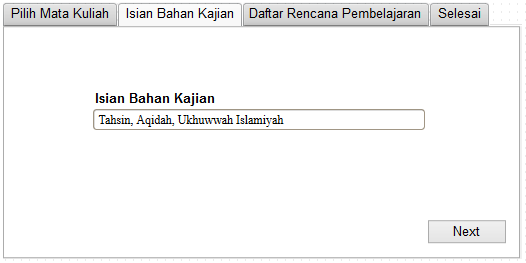 Pilih Mata Kuliah Isian Bahan Kajian Daftar Rencana Pembelajaran Selesai
Isian Bahan Kajian
Tahsin, Aqidah, Ukhuwwah Islamiyah
Next